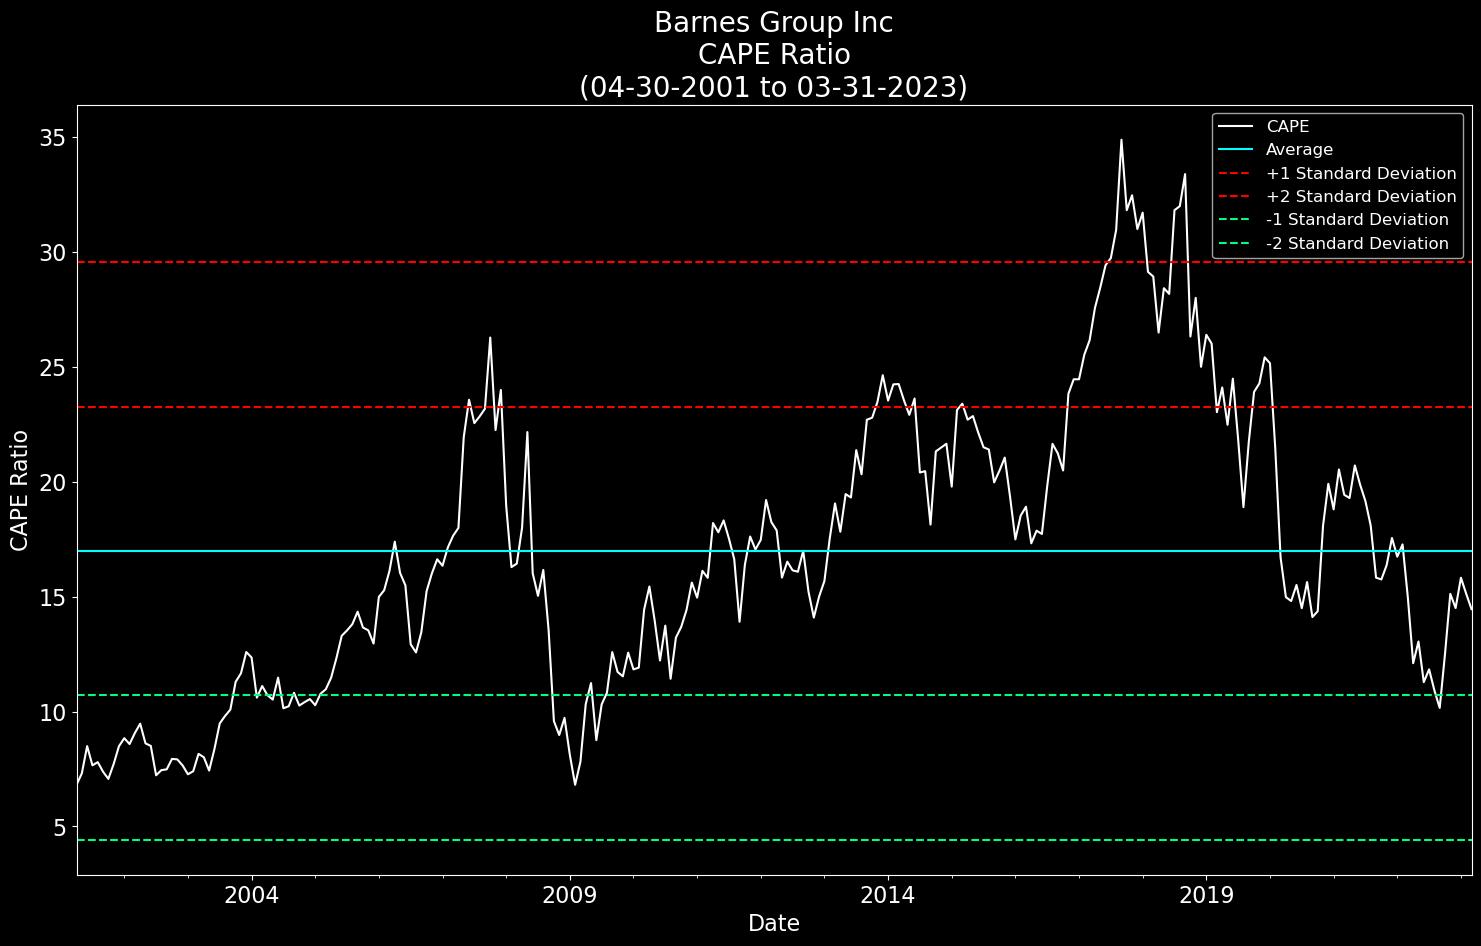 Barnes Group Inc
CAPE Ratio
(04-30-2001 to 03-31-2023)
35
30
25
20
15
10
5
CAPE Ratio
CAPE
Average
+1 Standard Deviation
+2 Standard Deviation
-1 Standard Deviation
-2 Standard Deviation
2004
2009
2014
2019
Date